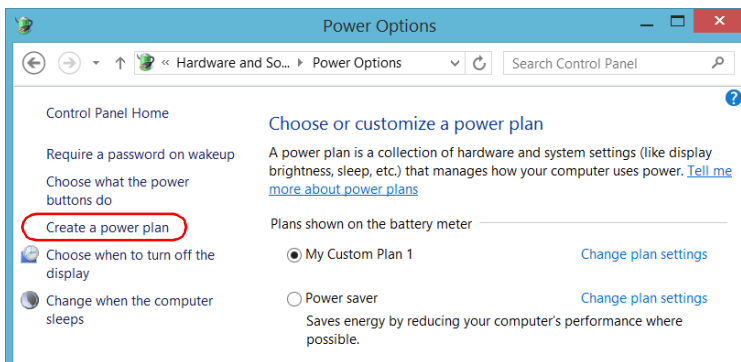 Power Options
« Hardware and So... Power Options
Search Control Panel
Control Panel Home
Require a password on wakeup
Choose what the power
buttons do
Create a power plan
Choose when to turn off the
display
Change when the computer
sleeps
?
Choose or customize a power plan
A power plan is a collection of hardware and system settings (like display
brightness, sleep, etc.) that manages how your computer uses power. Tell me
more about power plans
Plans shown on the battery meter
My Custom Plan 1 Change plan settings
Power saver Change plan settings
Saves energy by reducing your computer's performance where
possible.